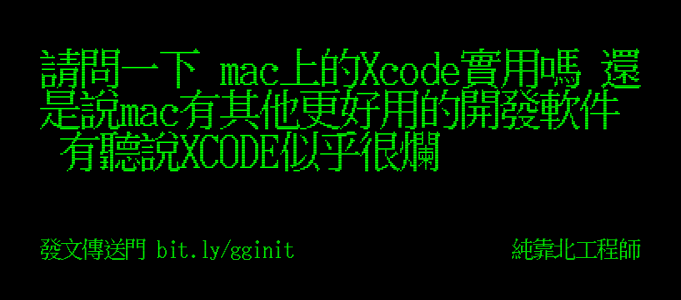 請問一下 mac上的Xcode實用嗎 還
是說mac有其他更好用的開發軟件
有聽說XCODE似乎很爛
發文傳送門 bit.ly/gginit
純靠北工程師